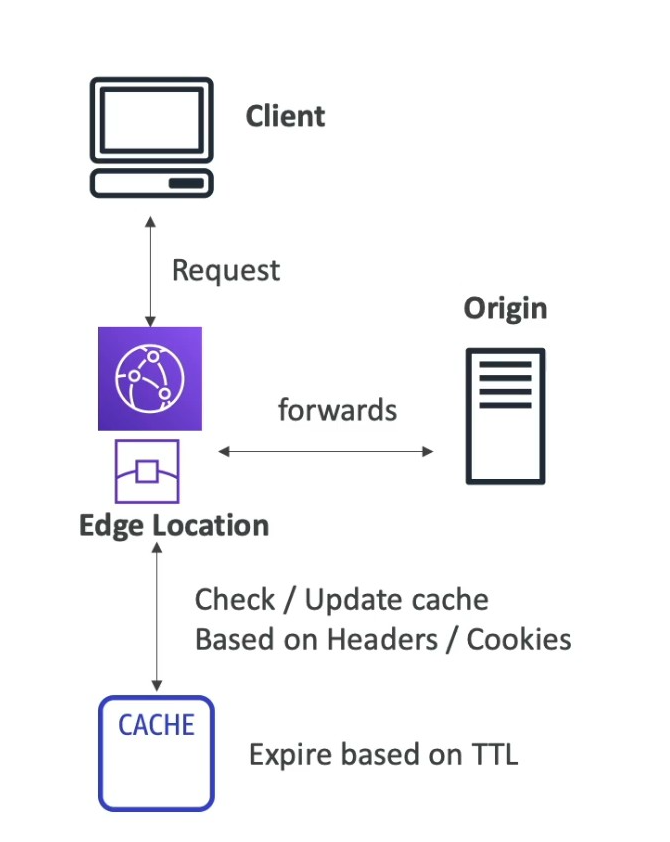 Client
Request
Origin
forwards
Edge Location
Check / Update cache
Based on Headers / Cookies
CACHE
Expire based on TTL